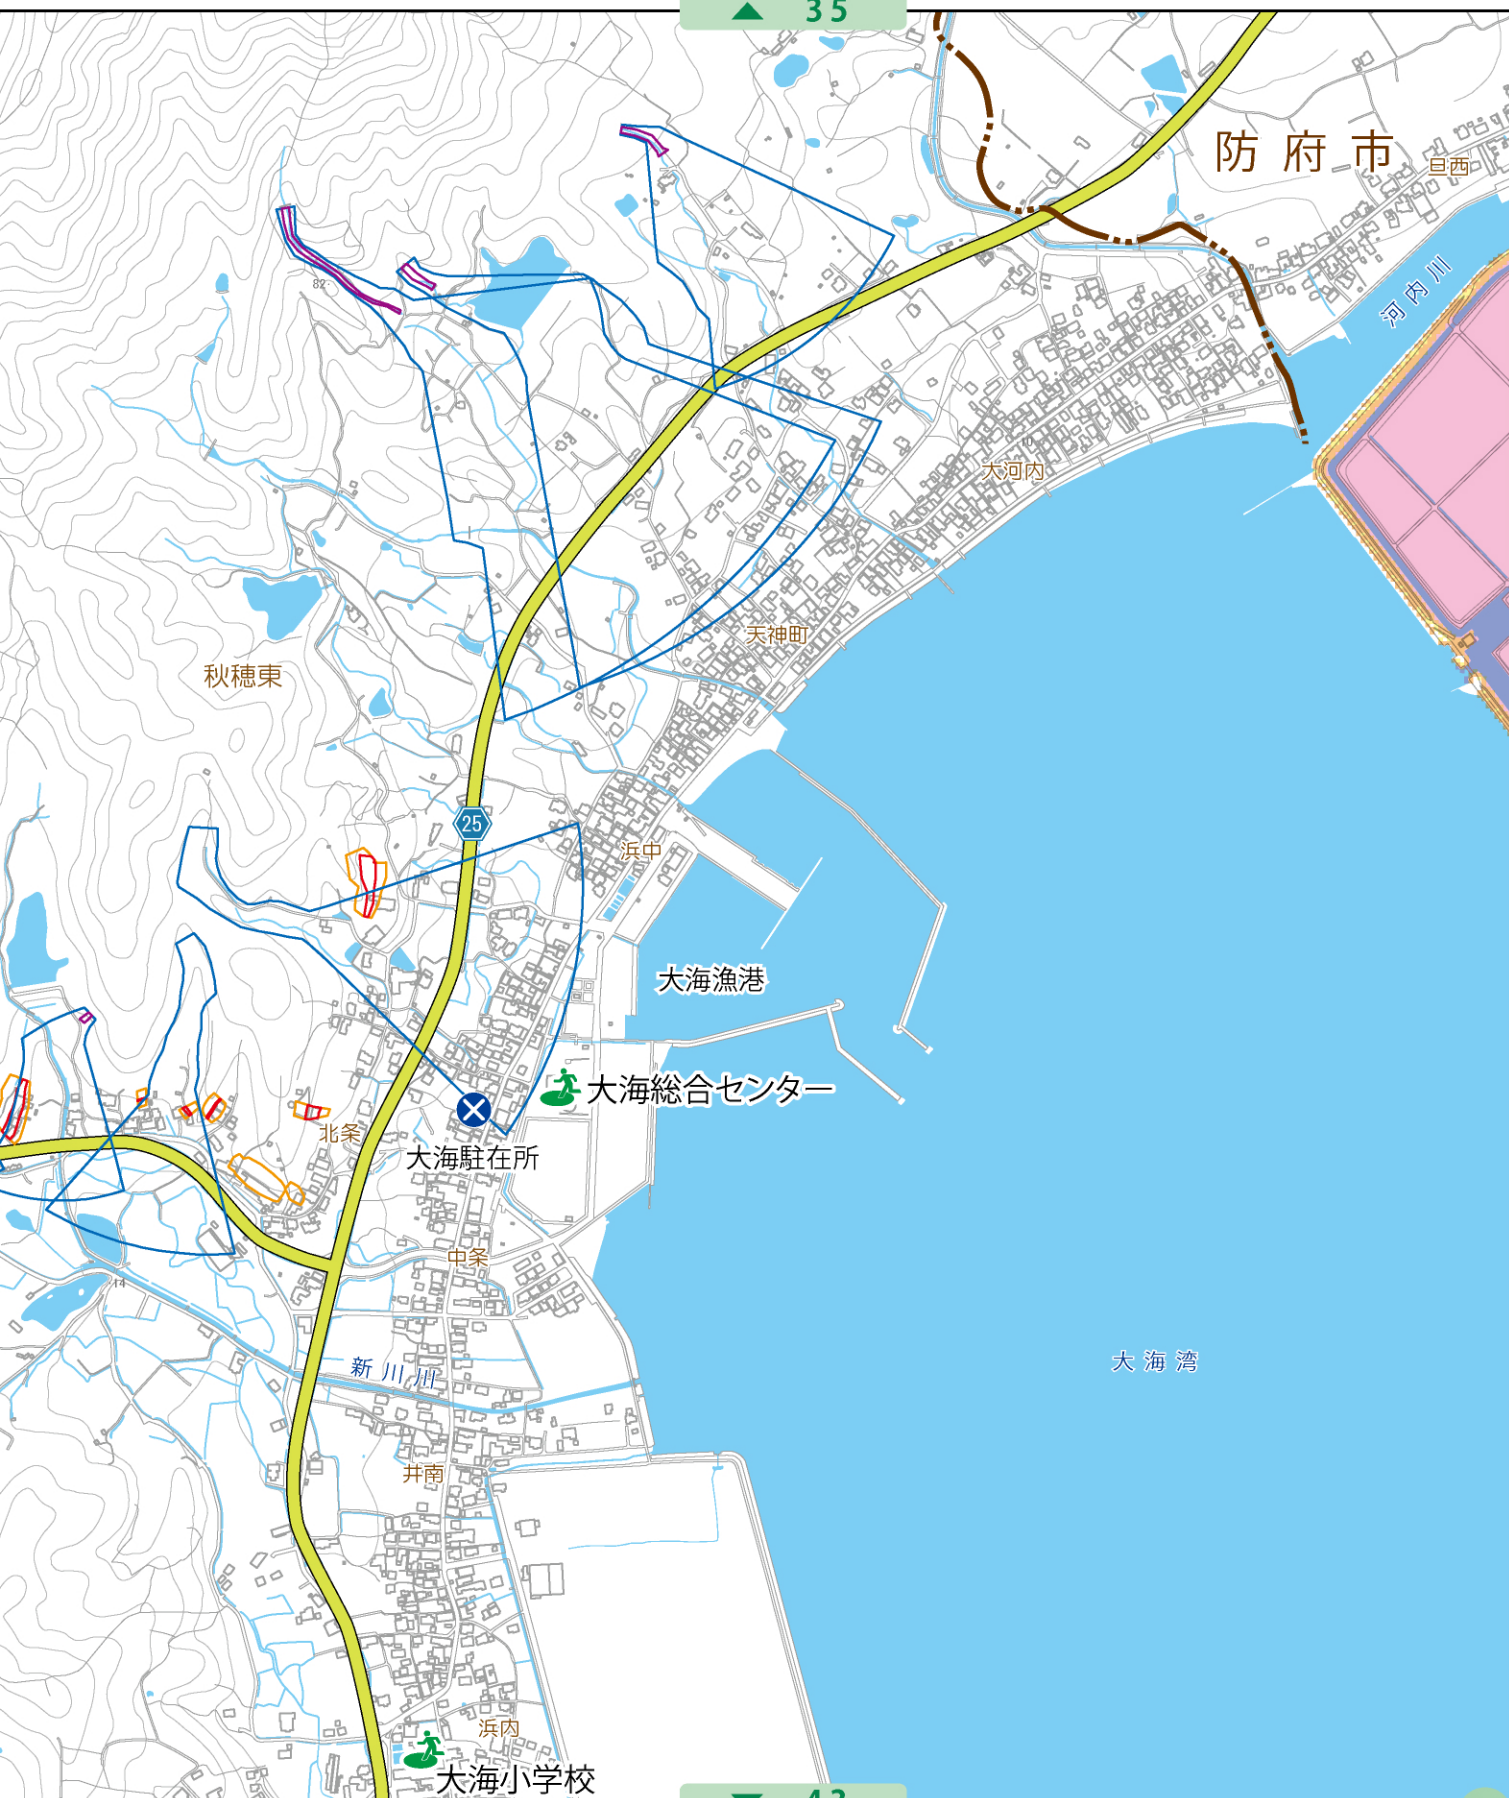 35
防府市
旦西
河内川
82
10
大河内
天神町
秋穂東
25
浜中
大海漁港
大海総合センター
北条
大海駐在所
中条
14
大海湾
新川川
井南
浜内
大海小学校